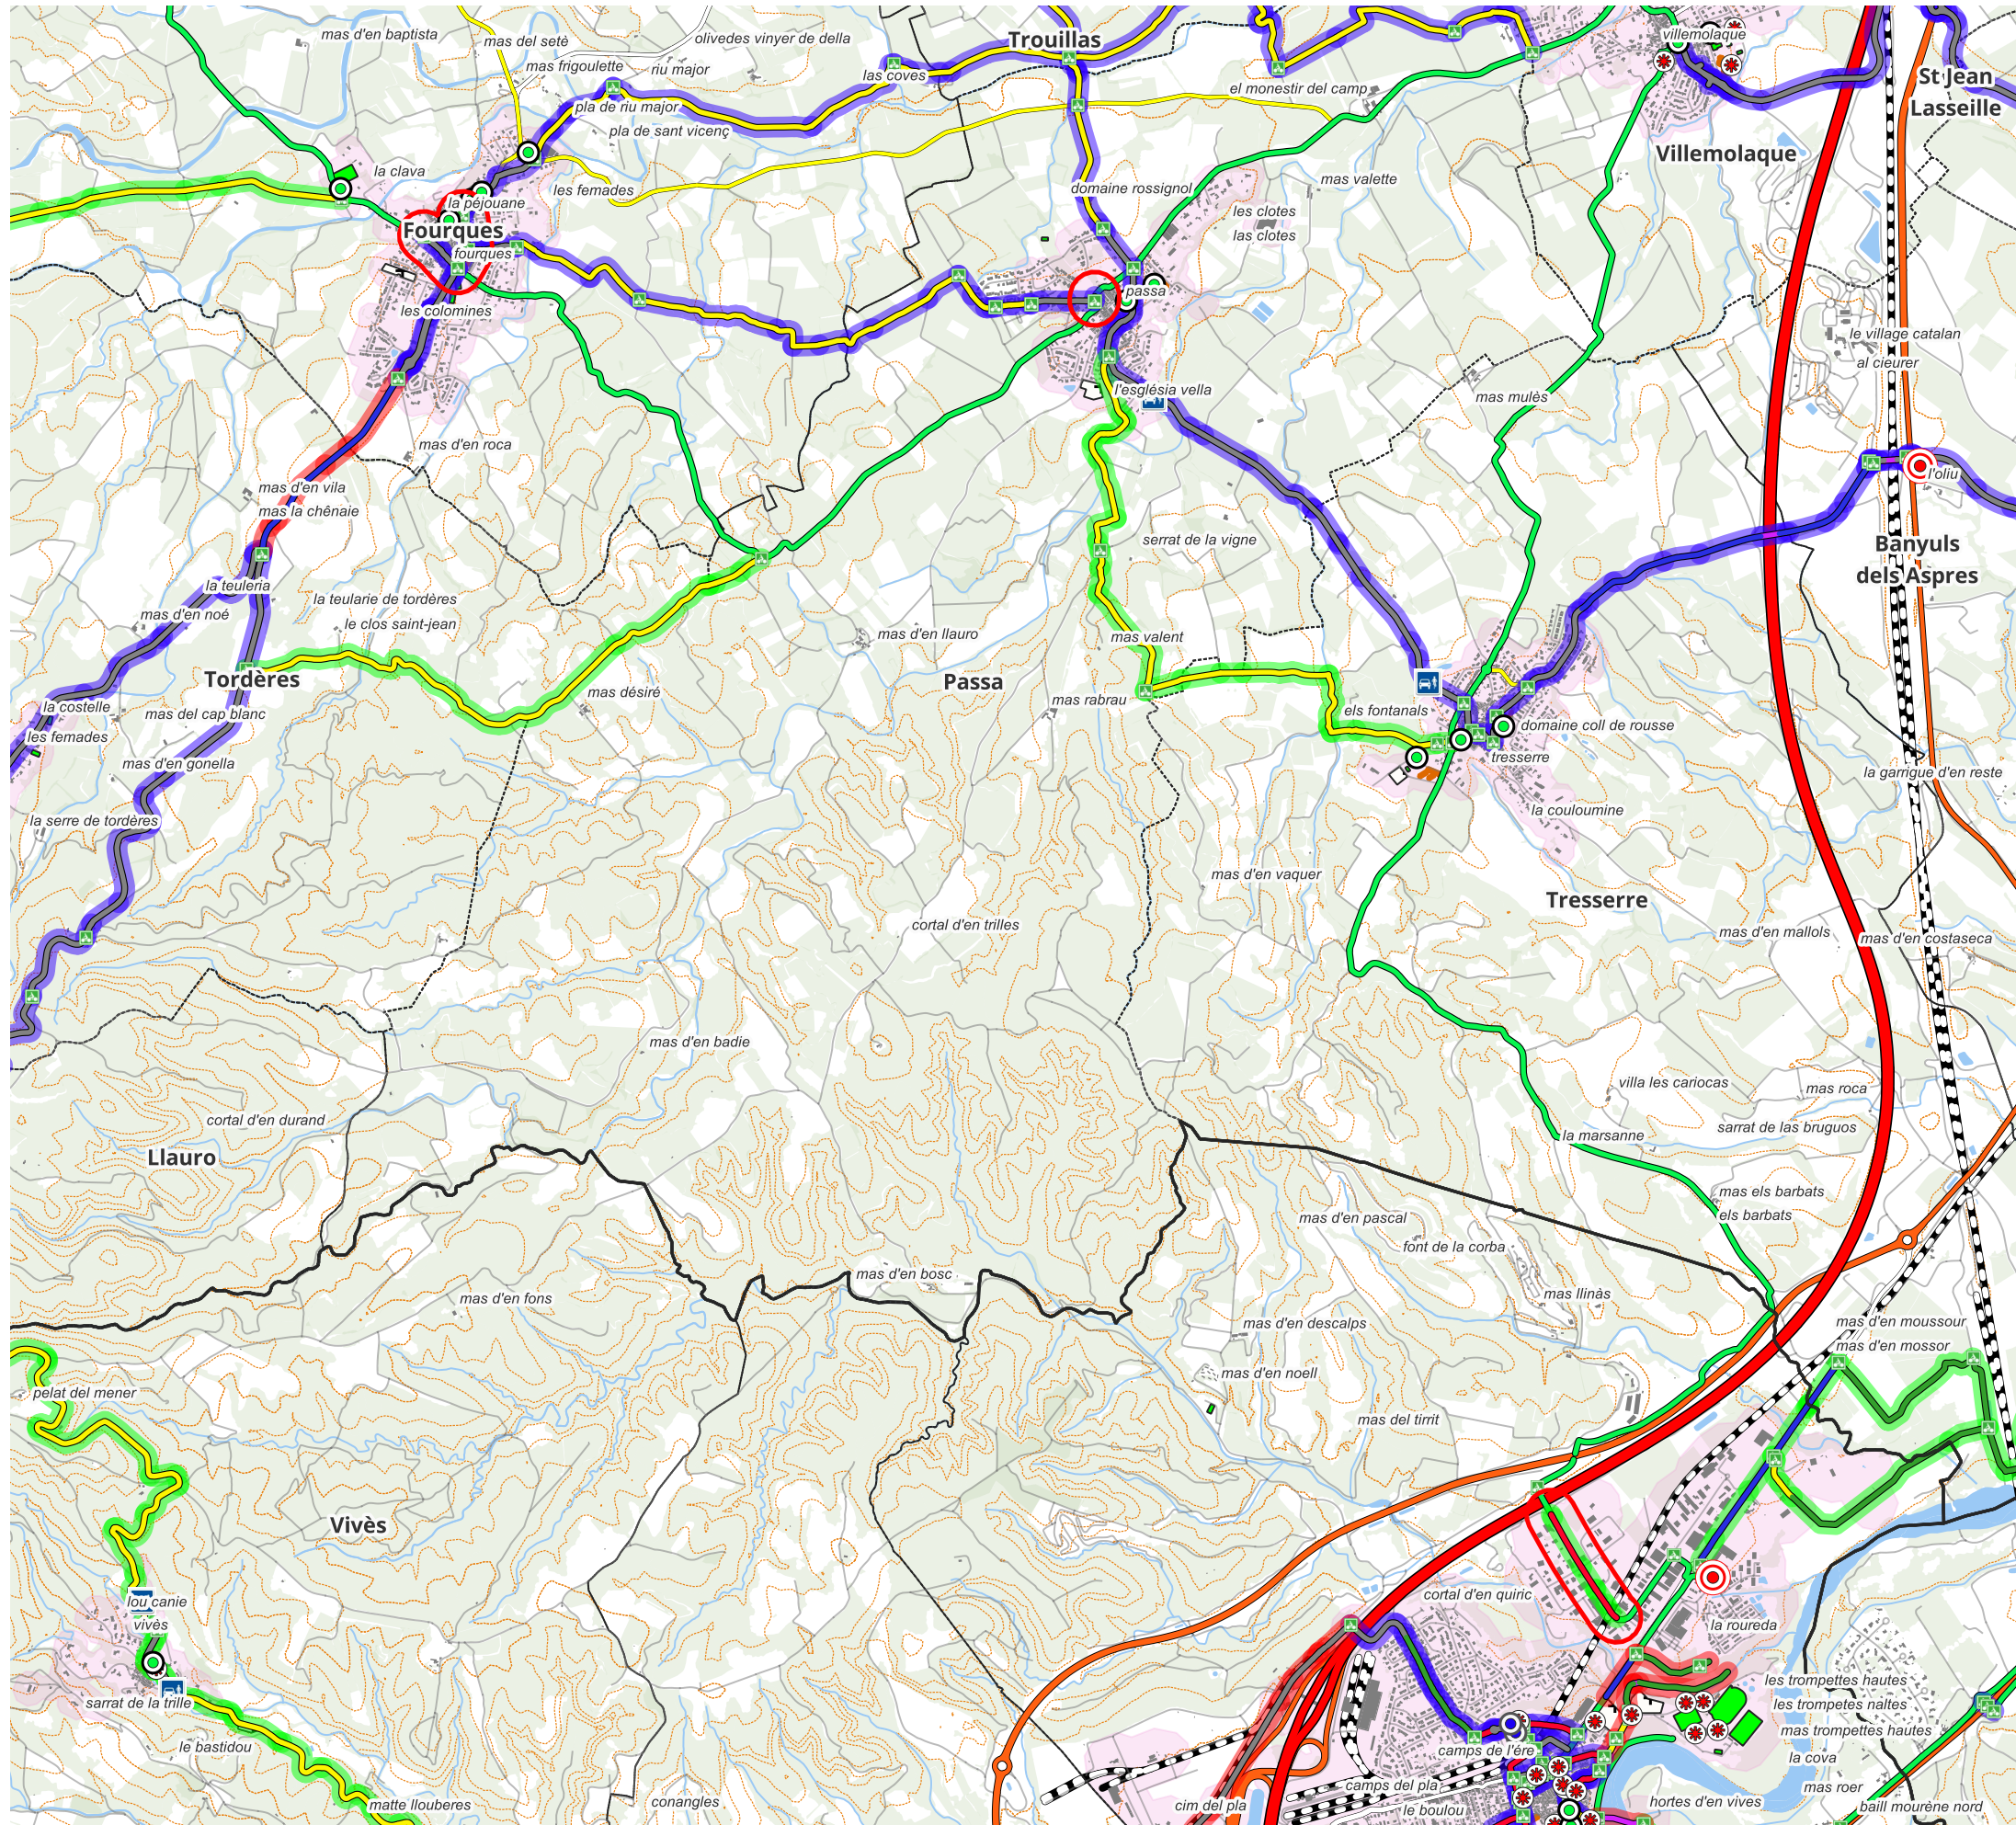 mas d'en baptista
mas del setè
olivedes vinyer de della
Trouillas
villemolaque
mas frigoulette
riu major
las coves
St Jean
Lasseille
pla de riu major
el monestir del camp
pla de sant vicenç
Villemolaque
la clava
les femades
domaine rossignol
mas valette
la péjouane
Fourques
les clotes
las clotes
fourques
passa
les colomines
le village catalan
al cieurer
l'església vella
mas mulès
mas d'en roca
l'oliu
mas d'en vila
mas la chênaie
serrat de la vigne
Banyuls
dels Aspres
la teuleria
mas d'en noé
la teularie de tordères
le clos saint-jean
mas d'en llauro
mas valent
Tordères
Passa
mas désiré
mas rabrau
els fontanals
la costelle
mas del cap blanc
domaine coll de rousse
les femades
mas d'en gonella
tresserre
la garrigue d'en reste
la serre de tordères
la couloumine
mas d'en vaquer
Tresserre
cortal d'en trilles
mas d'en mallols
mas d'en costaseca
mas d'en badie
villa les cariocas
mas roca
cortal d'en durand
sarrat de las bruguos
la marsanne
Llauro
mas els barbats
els barbats
mas d'en pascal
font de la corba
mas d'en bosc
mas d'en fons
mas llinàs
mas d'en descalps
mas d'en moussour
mas d'en mossor
mas d'en noell
pelat del mener
mas del tirrit
Vivès
cortal d'en quiric
lou canie
vivès
la roureda
sarrat de la trille
les trompettes hautes
les trompetes naltes
mas trompettes hautes
le bastidou
camps de l'ére
la cova
camps del pla
mas roer
matte llouberes
conangles
cim del pla
le boulou
hortes d'en vives
baill mourène nord